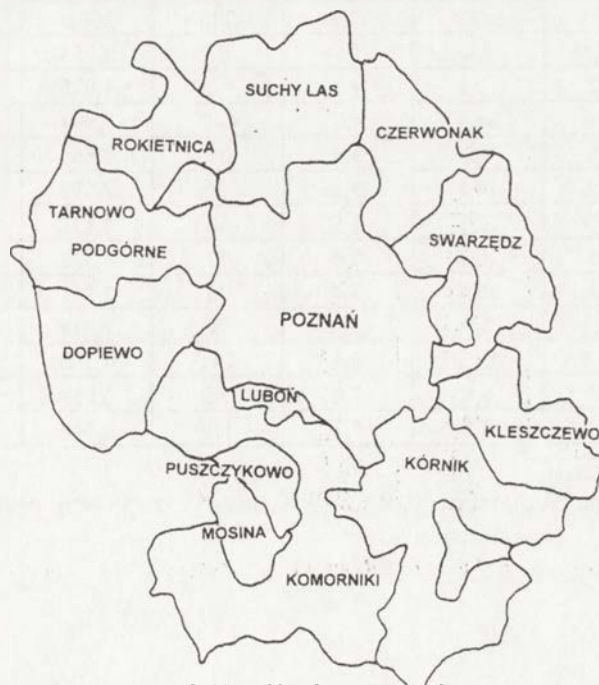 SUCHY LAS
CZERWONAK
ROKIETNICA
TARNOWO
PODGÓRNE
SWARZĘDZ
POZNAŃ
DOPIEWO
LUBOŃ
KLESZCZEWO
PUSZCZYKOWO
KÓRNIK
MOSINA
KOMORNIKI